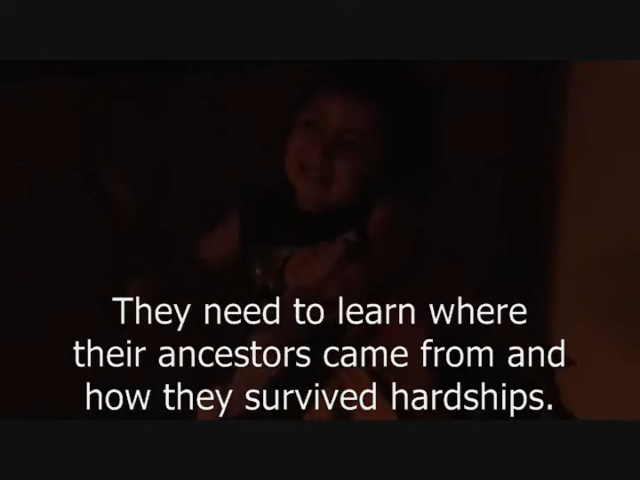 They need to learn where
their ancestors came from and
how they survived hardships.